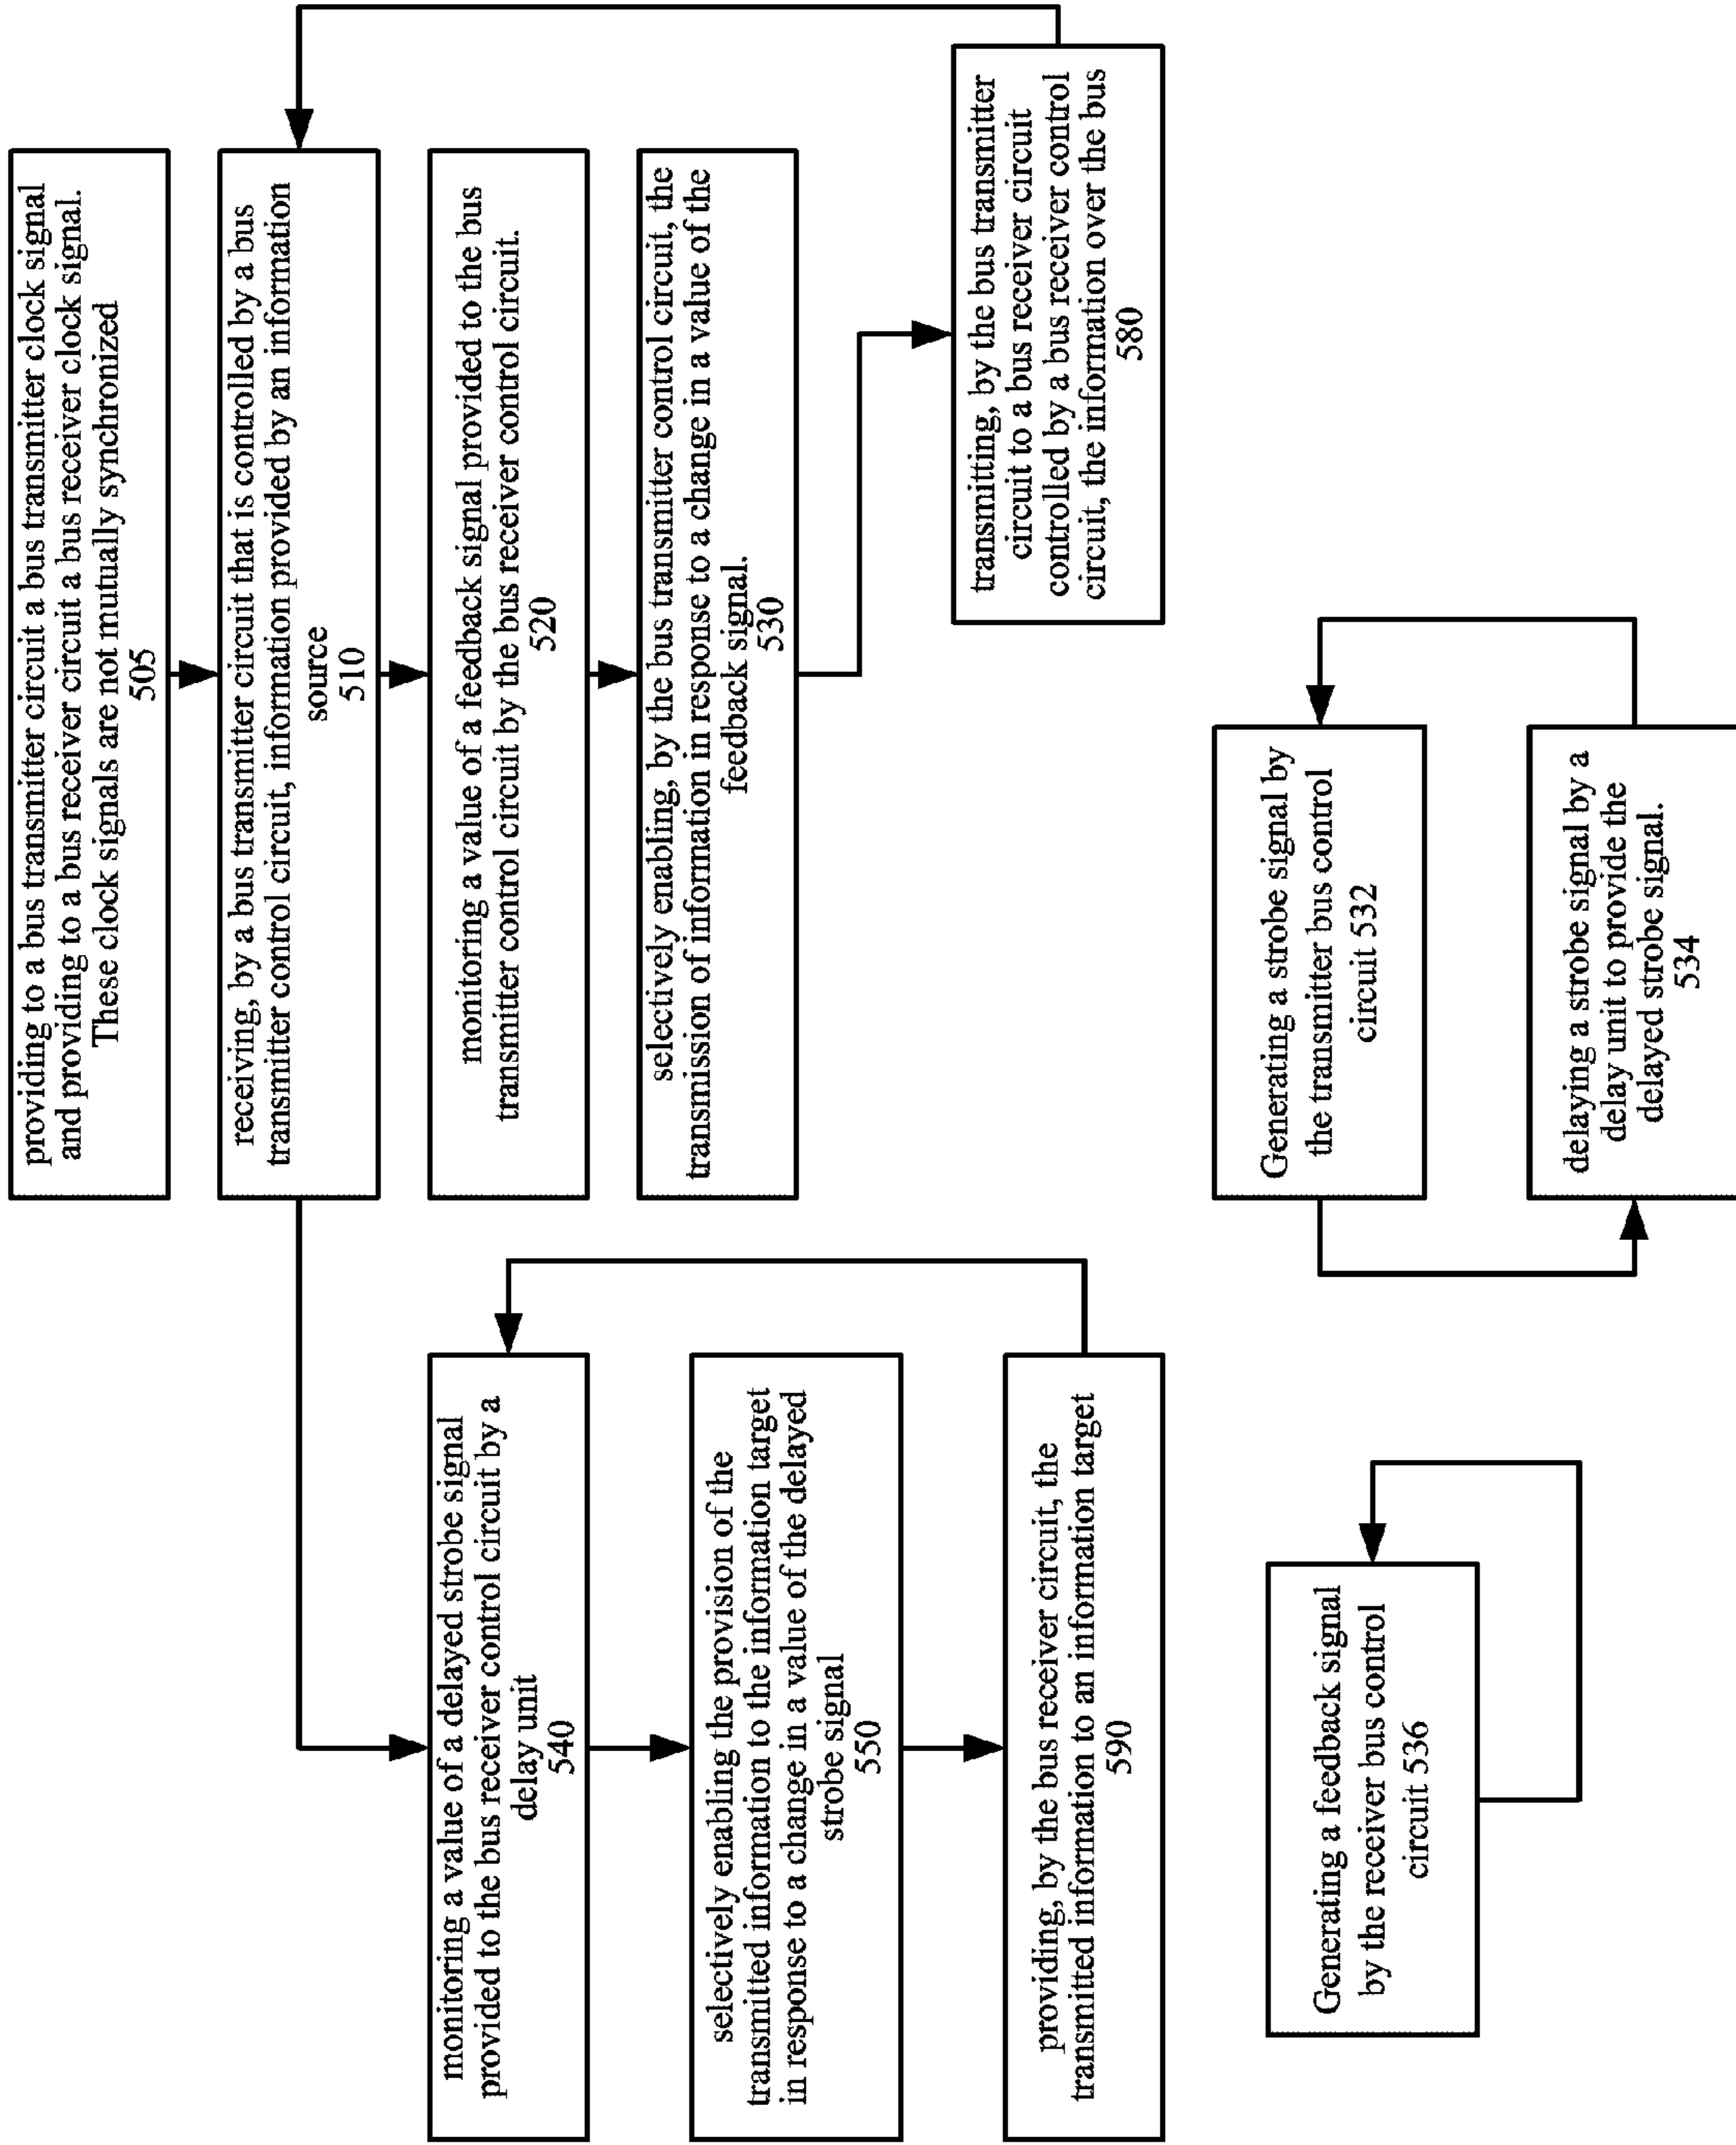 providing to a bus transmitter circuit a bus transmitter clock signal
and providing to a bus receiver circuit a bus receiver clock signal.
These clock signals are not mutually synchronized
505
receiving, by a bus transmitter circuit that is controlled by a bus
transmitter control circuit, information provided by an information
source
510
monitoring a value of a feedback signal provided to the bus
transmitter control circuit by the bus receiver control circuit.
520
selectively enabling, by the bus transmitter control circuit, the
transmission of information in response to a change in a value of the
feedback signal.
530
transmitting, by the bus transmitter
circuit to a bus receiver circuit
controlled by a bus receiver control
circuit, the information over the bus
580
monitoring a value of a delayed strobe signal
provided to the bus receiver control circuit by a
delay unit
540
selectively enabling the provision of the
transmitted information to the information target
in response to a change in a value of the delayed
strobe signal
550
providing, by the bus receiver circuit, the
transmitted information to an information target
590
Generating a strobe signal by
the transmitter bus control
circuit 532
delaying a strobe signal by a
delay unit to provide the
delayed strobe signal.
534
Generating a feedback signal
by the receiver bus control
circuit 536